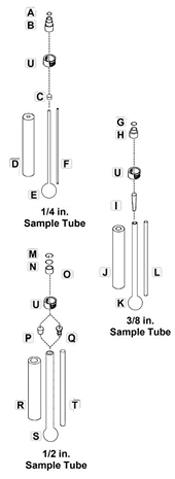 A
B
U
C
D
F
E
1/4 in.
Sample Tube
G
H
U
I
J
L
K
3/8 in.
Sample Tube
M
N
O
U
P
Q
R
T
S
1/2 in.
Sample Tube